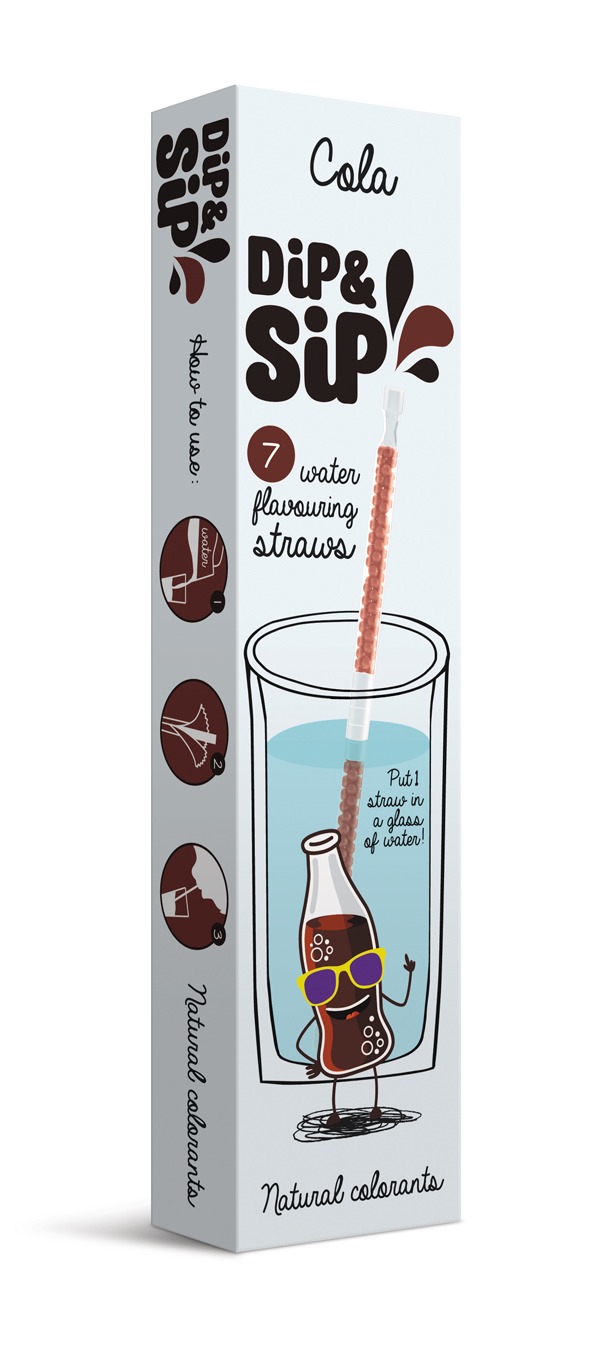 Cola
Dip&
Sip
7 water
flavouring
straws
Put 1
straw in
a glass
of water!
Natural colorants
Dip&
Sip
How to use:
water
1
2
3
Natural colorants